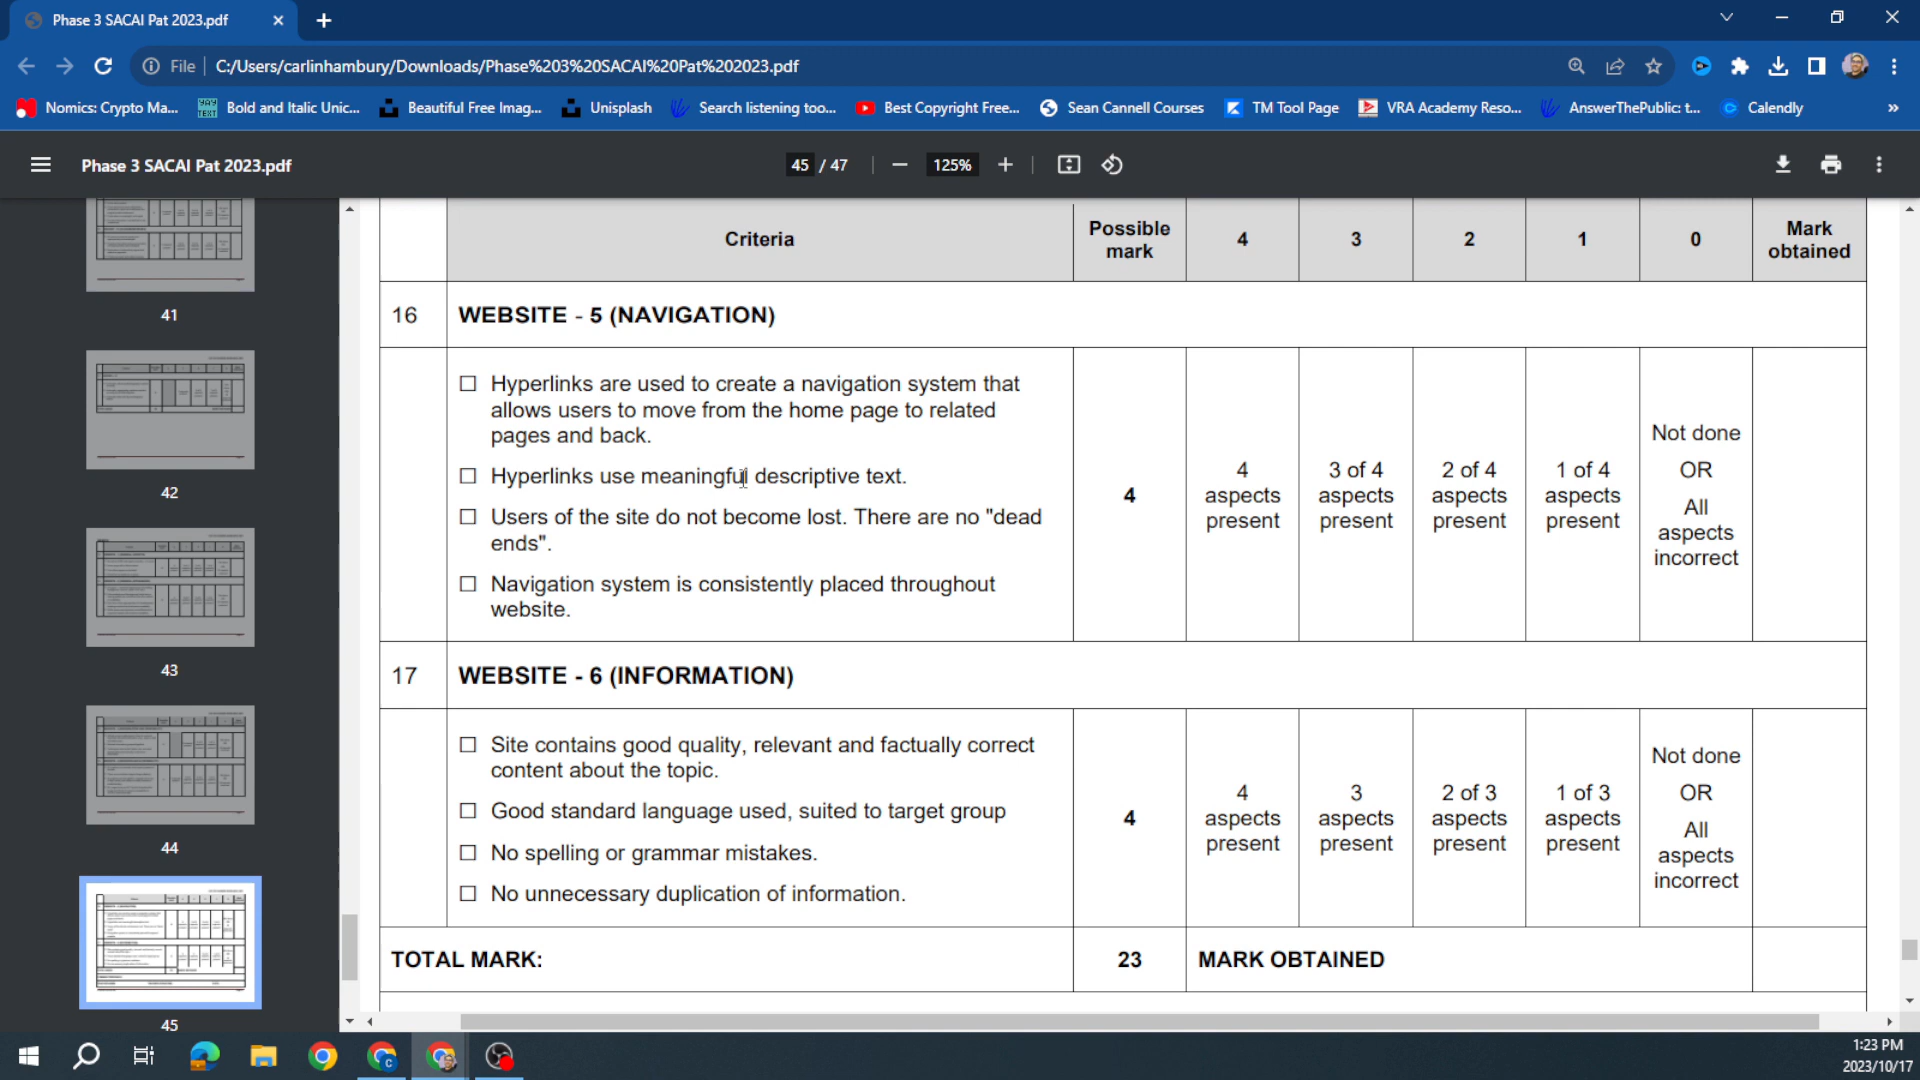 Phase 3 SACAI Pat 2023.pdf
File C:/Users/carlinhambury/Downloads/Phase%203%20SACAI%20Pat%202023.pdf
Nomics: Crypto Ma... YAY TEXT Bold and Italic Unic... Beautiful Free Imag... Unsplash Search listening too... Best Copyright Free... Sean Cannell Courses TM Tool Page VRA Academy Reso... AnswerThePublic: t... Calendly »
Phase 3 SACAI Pat 2023.pdf 45 / 47 125%
Criteria
Possible
mark
4
3
2
1
0
Mark
obtained
16 WEBSITE - 5 (NAVIGATION)
Hyperlinks are used to create a navigation system that
allows users to move from the home page to related
pages and back.
Hyperlinks use meaningful descriptive text.
Users of the site do not become lost. There are no "dead
ends".
Navigation system is consistently placed throughout
website.
4
4
aspects
present
3 of 4
aspects
present
2 of 4
aspects
present
1 of 4
aspects
present
Not done
OR
All
aspects
incorrect
17 WEBSITE - 6 (INFORMATION)
Site contains good quality, relevant and factually correct
content about the topic.
Good standard language used, suited to target group
No spelling or grammar mistakes.
No unnecessary duplication of information.
4
4
aspects
present
3
aspects
present
2 of 3
aspects
present
1 of 3
aspects
present
Not done
OR
All
aspects
incorrect
TOTAL MARK: 23 MARK OBTAINED
41
42
43
44
45
1:23 PM
2023/10/17